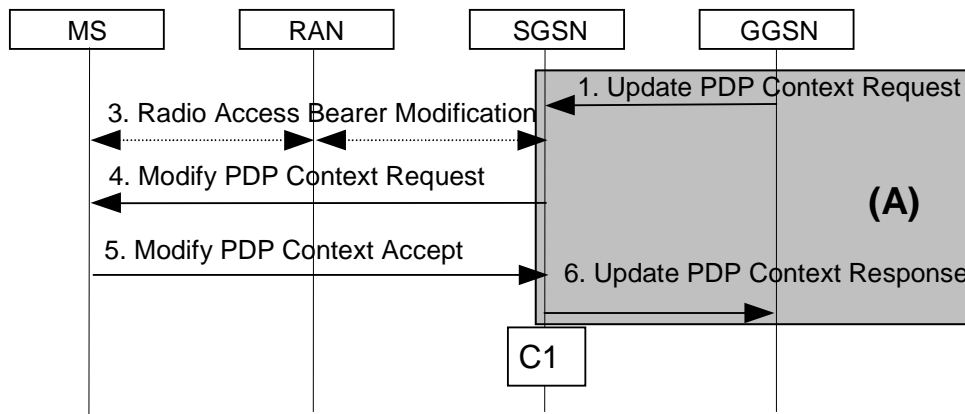 MS
RAN
SGSN
GGSN
1. Update PDP Context Request
3. Radio Access Bearer Modification
4. Modify PDP Context Request
(A)
5. Modify PDP Context Accept
6. Update PDP Context Response
C1